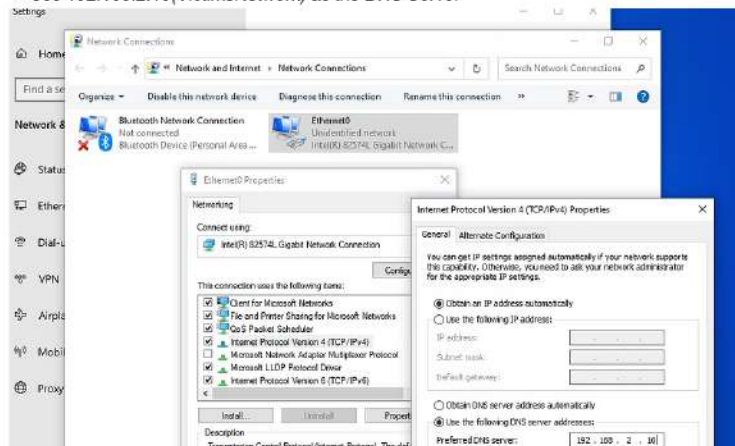 Settings
Network Connections
Home
Network and Internet > Network Connections
Search Network Connections
Find a se
Organize
Disable this network device
Diagnose this connection
Rename this connection
»
Network &
Bluetooth Network Connection
Not connected
Bluetooth Device (Personal Area ...
Ethernet0
Unidentified network
Intel(R) 82574L Gigabit Network C...
Status
Ethernet0 Properties
Networking
Ether
Connect using:
Intel(R) 82574L Gigabit Network Connection
Dial-u
Configu
VPN
This connection uses the following items:
Client for Microsoft Networks
File and Printer Sharing for Microsoft Networks
QoS Packet Scheduler
Internet Protocol Version 4 (TCP/IPv4)
Microsoft Network Adapter Multiplexor Protocol
Microsoft LLDP Protocol Driver
Internet Protocol Version 6 (TCP/IPv6)
Airpla
Mobil
Proxy
Install...
Uninstall
Propert
Description
Internet Protocol Version 4 (TCP/IPv4) Properties
General
Alternate Configuration
You can get IP settings assigned automatically if your network supports
this capability. Otherwise, you need to ask your network administrator
for the appropriate IP settings.
Obtain an IP address automatically
Use the following IP address:
IP address:
Subnet mask:
Default gateway:
Obtain DNS server address automatically
Use the following DNS server addresses:
Preferred DNS server:
192 . 168 . 2 . 10